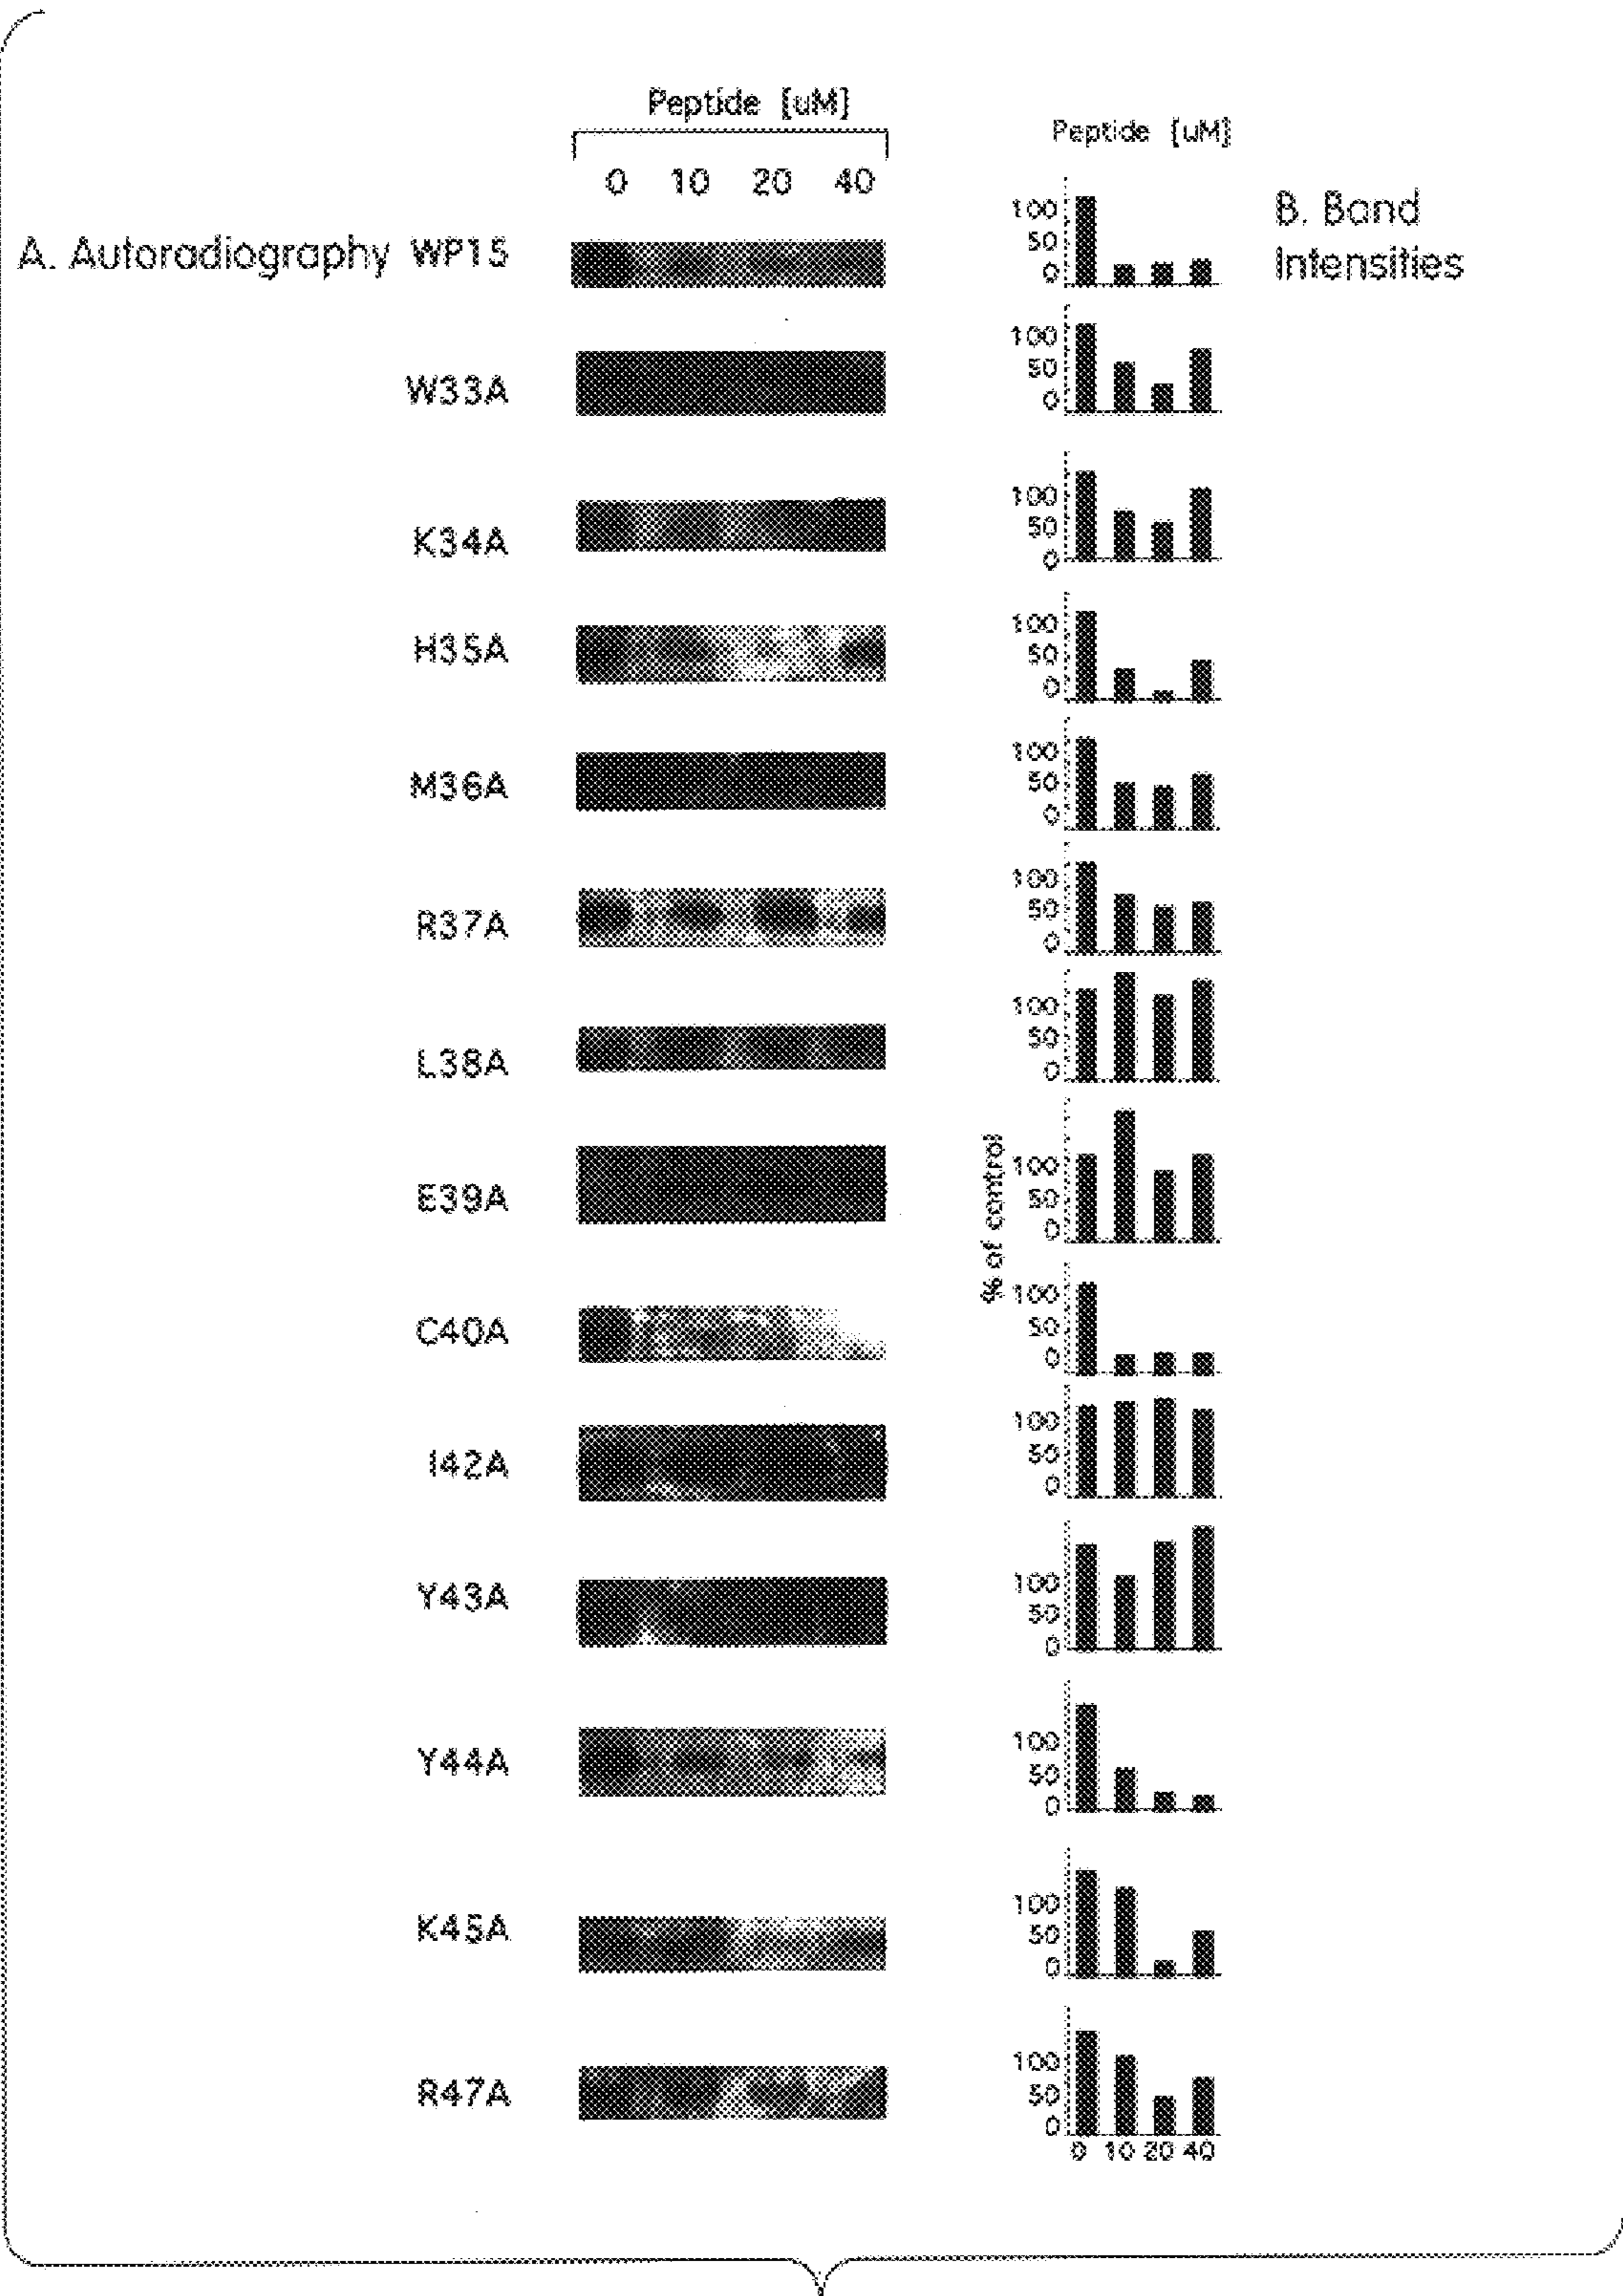 Peptide [uM]
0 10 20 40
Peptide [uM]
A. Autoradiography
B. Band
Intensities
WP15
100
50
0
W33A
100
50
0
K34A
100
50
0
H35A
100
50
0
M36A
100
50
0
R37A
100
50
0
L38A
100
50
0
E39A
% of control
100
50
0
C40A
100
50
0
I42A
100
50
0
Y43A
100
50
0
Y44A
100
50
0
K45A
100
50
0
R47A
100
50
0
0 10 20 40